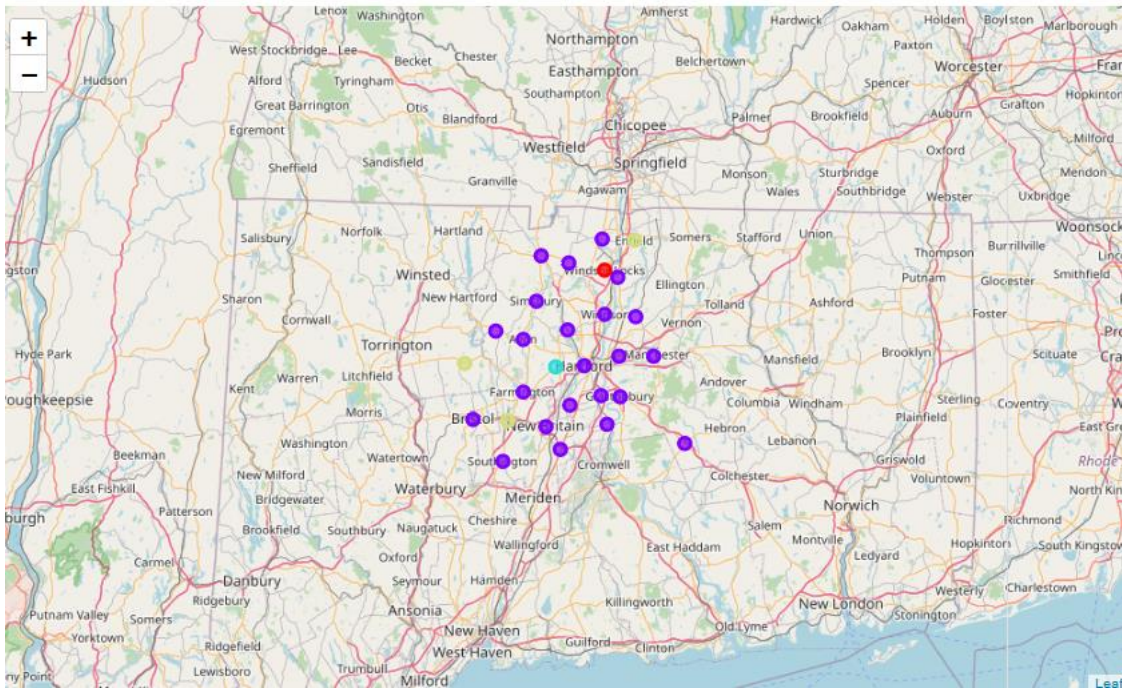 +
−
Lenox
Washington
Chester
Amherst
Hardwick
Oakham
Holden
Boylston
Marlborough
Northampton
Paxton
West Stockbridge
Lee
Becket
Belchertown
Worcester
Hudson
Alford
Tyringham
Easthampton
Spencer
Southampton
Great Barrington
Otis
Blandford
Palmer
Brookfield
Grafton
Hopkinton
Auburn
Chicopee
Egremont
Milford
Westfield
Oxford
Sheffield
Sandisfield
Springfield
Monson
Sturbridge
Mendon
Granville
Agawam
Wales
Southbridge
Webster
Uxbridge
Salisbury
Norfolk
Hartland
Enfield
Somers
Stafford
Union
Woonsocket
Thompson
Burrillville
Winsted
Windsor Locks
Putnam
Glocester
Smithfield
Sharon
New Hartford
Simsbury
Ellington
Tolland
Ashford
Pomfret
Cornwall
Windsor
Vernon
Foster
Hyde Park
Torrington
Avon
Manchester
Mansfield
Brooklyn
Scituate
Kent
Warren
Litchfield
Hartford
Andover
Farmington
Glastonbury
Columbia
Windham
Sterling
Coventry
Morris
Plainfield
Washington
Bristol
New Britain
Hebron
Lebanon
East Greenwich
Beekman
Watertown
Southington
Cromwell
Griswold
Rhode
New Milford
Colchester
Voluntown
East Fishkill
Bridgewater
Waterbury
Meriden
Patterson
Norwich
Brookfield
Southbury
Naugatuck
Cheshire
Salem
Richmond
Wallingford
Montville
Carmel
Oxford
East Haddam
Ledyard
Hopkinton
South Kingstown
Danbury
Seymour
Hamden
Putnam Valley
Ridgebury
Ansonia
Killingworth
New London
Westerly
Charlestown
Somers
New Haven
Old Lyme
Stonington
Yorktown
Ridgefield
West Haven
Guilford
Clinton
Lewisboro
Trumbull
Milford